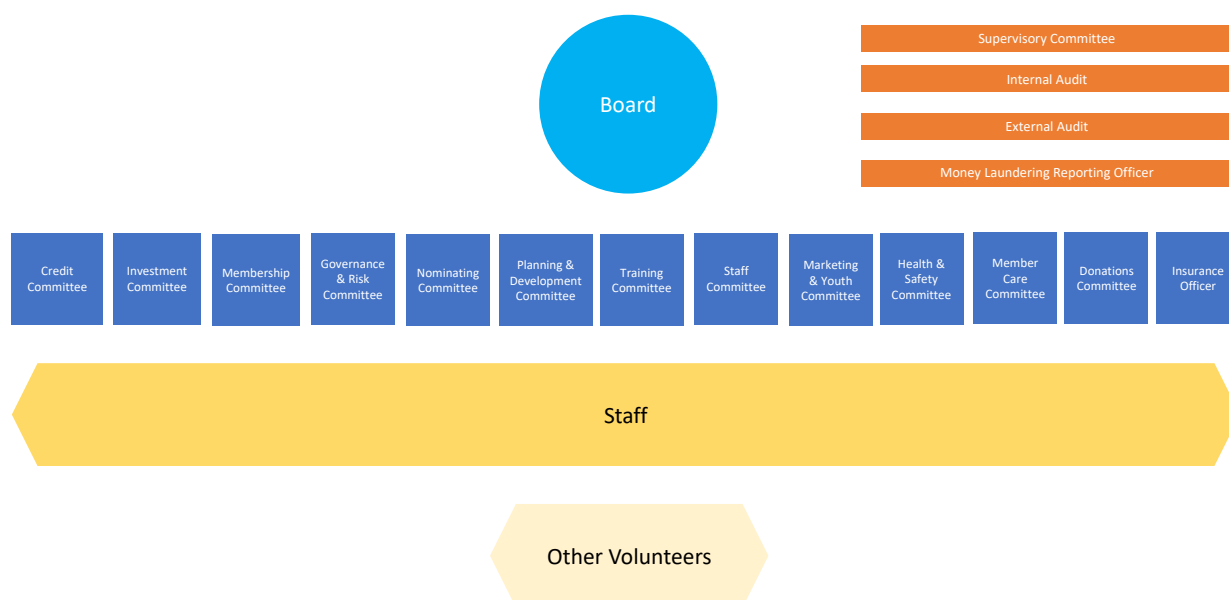 Board
Supervisory Committee
Internal Audit
External Audit
Money Laundering Reporting Officer
Credit
Committee
Investment
Committee
Membership
Committee
Governance
& Risk
Committee
Nominating
Committee
Planning &
Development
Committee
Training
Committee
Staff
Committee
Marketing
& Youth
Committee
Health &
Safety
Committee
Member
Care
Committee
Donations
Committee
Insurance
Officer
Staff
Other Volunteers